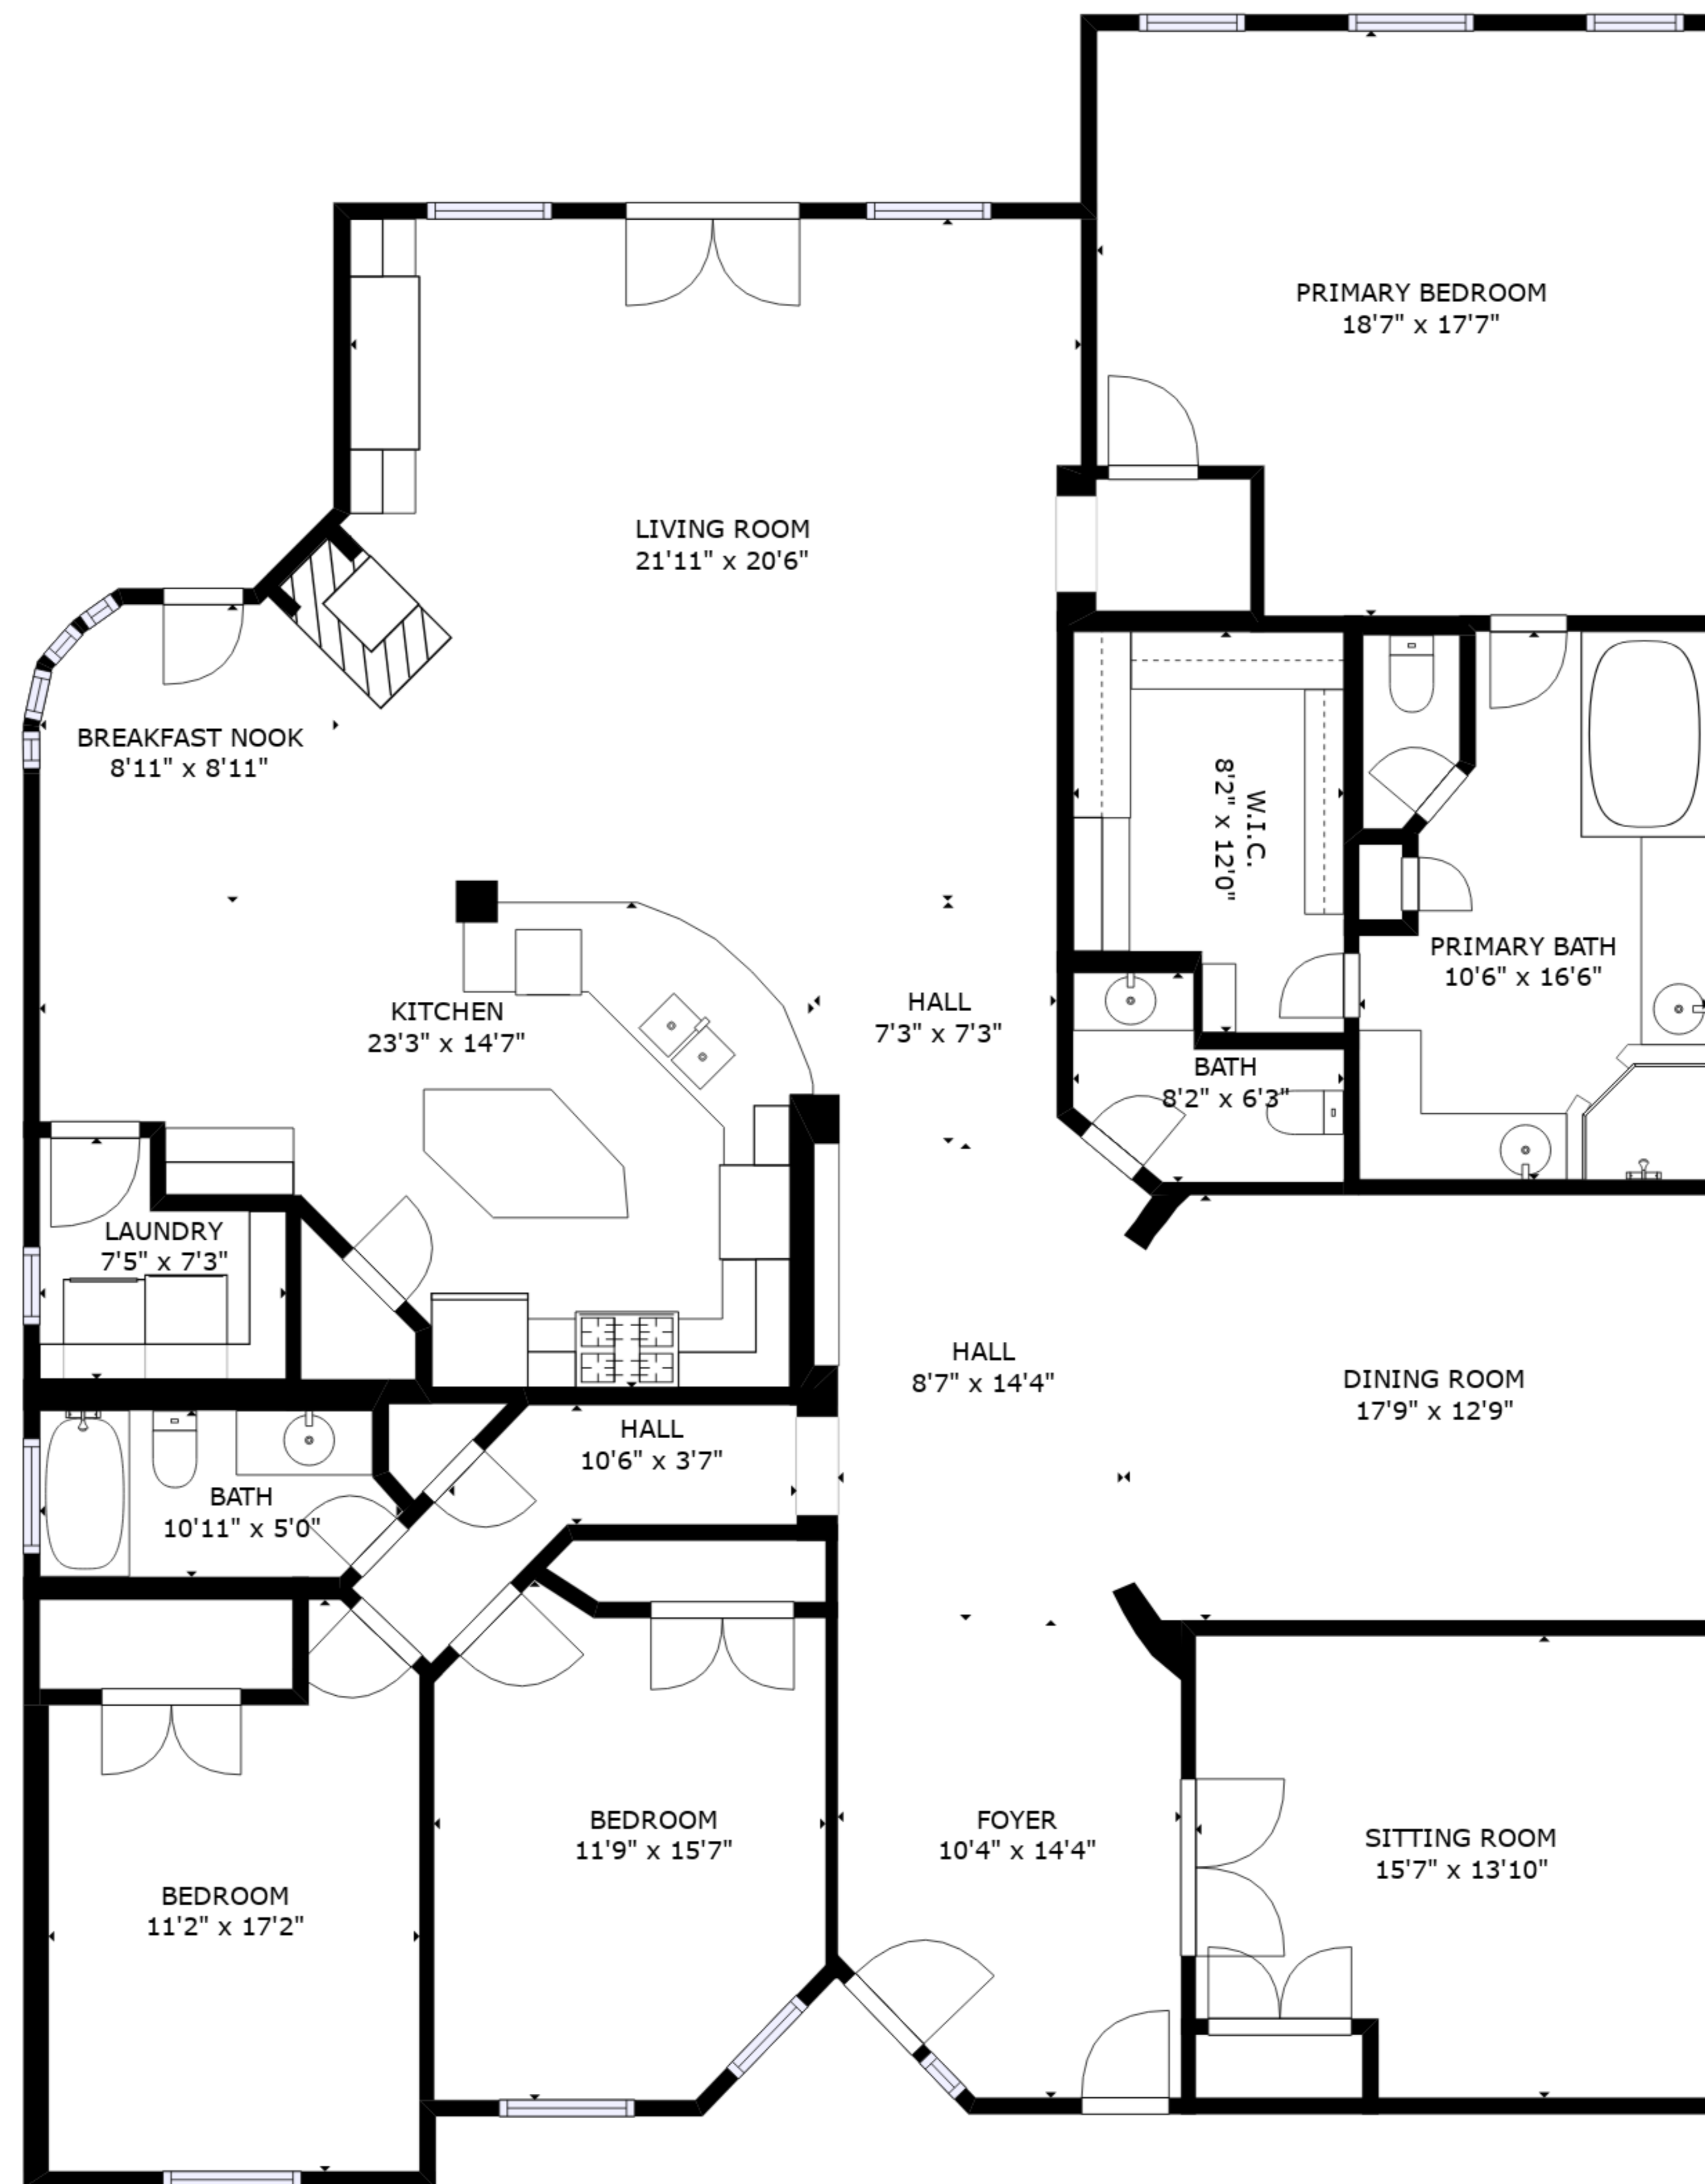 PRIMARY BEDROOM
18'7" x 17'7"
LIVING ROOM
21'11" x 20'6"
BREAKFAST NOOK
8'11" x 8'11"
W.I.C.
8'2" x 12'0"
PRIMARY BATH
10'6" x 16'6"
KITCHEN
23'3" x 14'7"
HALL
7'3" x 7'3"
BATH
8'2" x 6'3"
LAUNDRY
7'5" x 7'3"
HALL
8'7" x 14'4"
DINING ROOM
17'9" x 12'9"
HALL
10'6" x 3'7"
BATH
10'11" x 5'0"
BEDROOM
11'9" x 15'7"
FOYER
10'4" x 14'4"
SITTING ROOM
15'7" x 13'10"
BEDROOM
11'2" x 17'2"